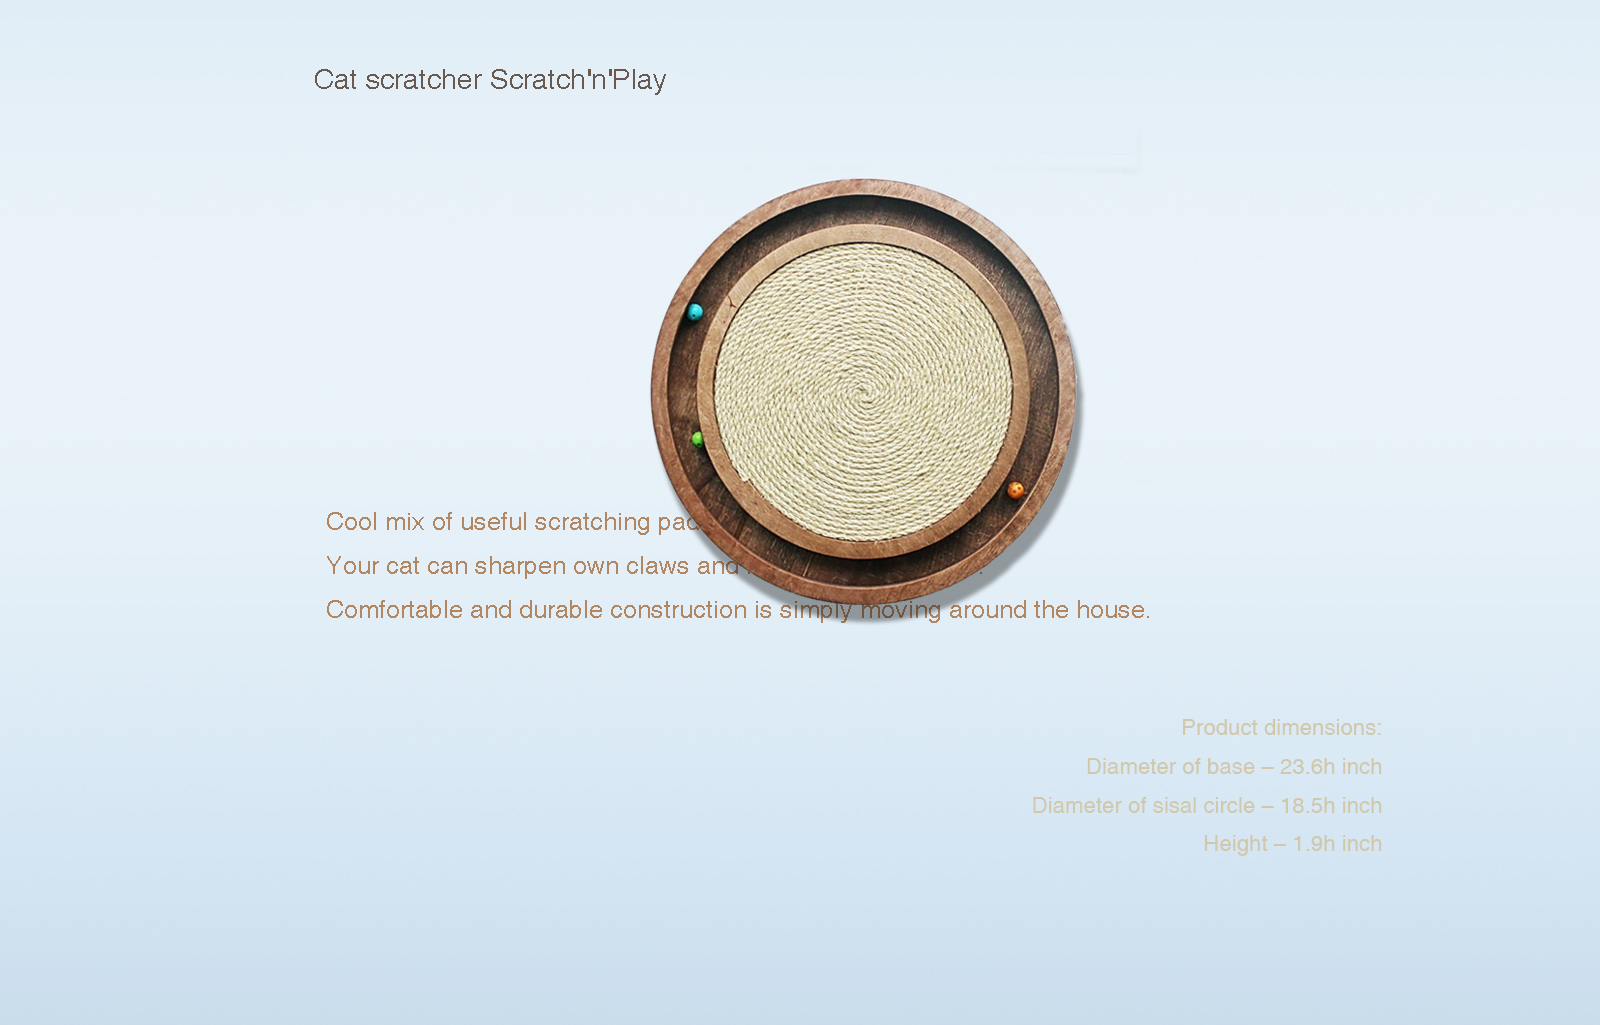 Cat scratcher Scratch'n'Play
Cool mix of useful scratching pad
Your cat can sharpen own claws and
Comfortable and durable construction is simply moving around the house.
Product dimensions:
Diameter of base – 23.6h inch
Diameter of sisal circle – 18.5h inch
Height – 1.9h inch